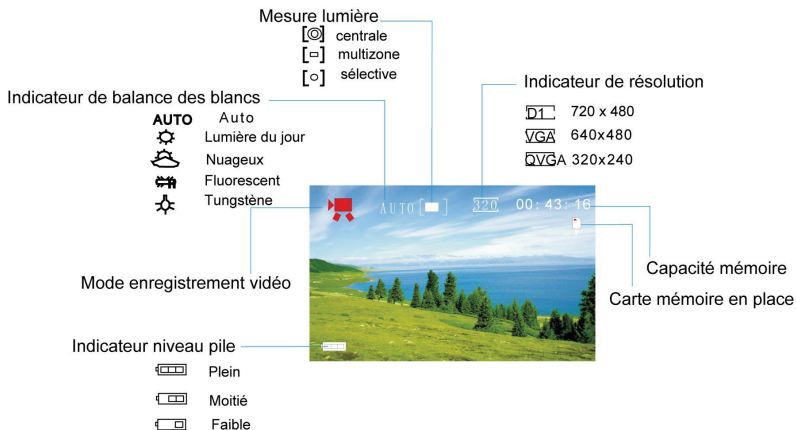 Mesure lumière
centrale
multizone
sélective
Indicateur de résolution
D1 720 x 480
VGA 640x480
QVGA 320x240
Indicateur de balance des blancs
AUTO Auto
Lumière du jour
Nuageux
Fluorescent
Tungstène
AUTO 320 00: 43: 16
Mode enregistrement vidéo
Capacité mémoire
Carte mémoire en place
Indicateur niveau pile
Plein
Moitié
Faible